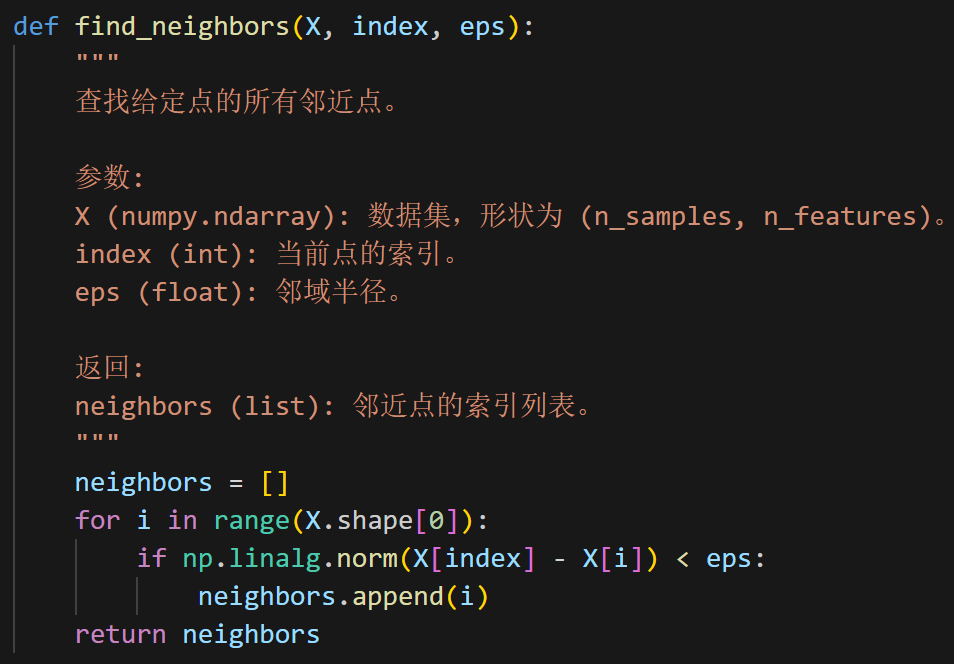 def find_neighbors(X, index, eps):
    """
    查找给定点的所有邻近点。
    参数:
    X (numpy.ndarray): 数据集，形状为 (n_samples, n_features)。
    index (int): 当前点的索引。
    eps (float): 邻域半径。
    返回:
    neighbors (list): 邻近点的索引列表。
    """
    neighbors = []
    for i in range(X.shape[0]):
        if np.linalg.norm(X[index] - X[i]) < eps:
            neighbors.append(i)
    return neighbors